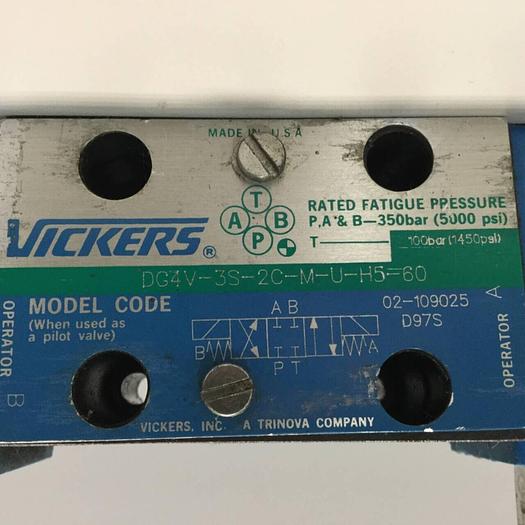 MADE IN U.S.A
T
A B
P
VICKERS®
RATED FATIGUE PRESSURE
P,A & B—350bar (5000 psi)
T— 100bar(1450psi)
DG4V-3S-2C-M-U-H5-60
MODEL CODE
(When used as
a pilot valve)
02-109025
D97S
OPERATOR B
OPERATOR A
A B
B A
P T
VICKERS, INC. A TRINOVA COMPANY